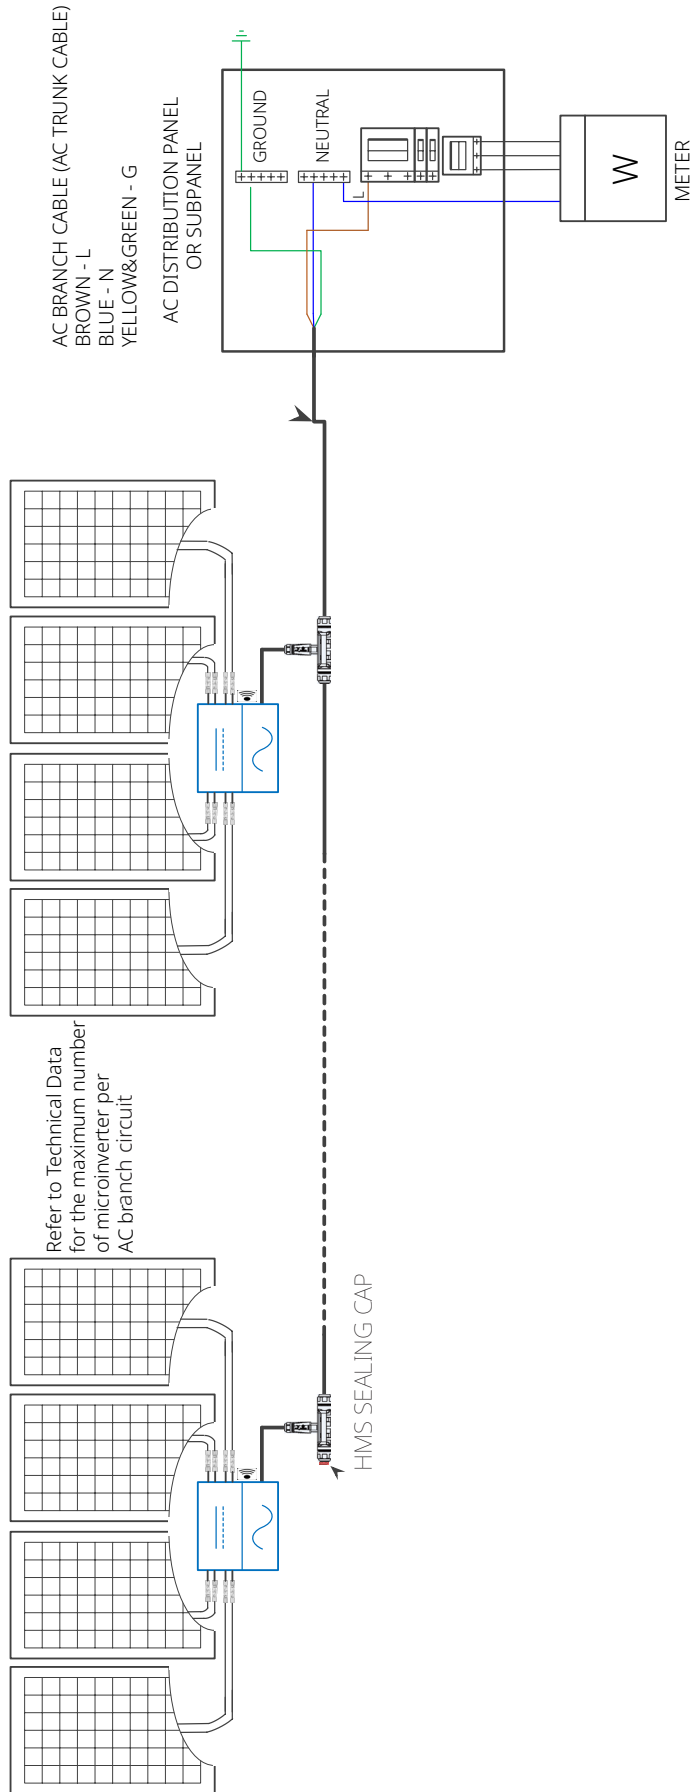 Refer to Technical Data
for the maximum number
of microinverter per
AC branch circuit
AC BRANCH CABLE (AC TRUNK CABLE)
BROWN - L
BLUE - N
YELLOW&GREEN - G
AC DISTRIBUTION PANEL
OR SUBPANEL
GROUND
NEUTRAL
L
W
METER
HMS SEALING CAP